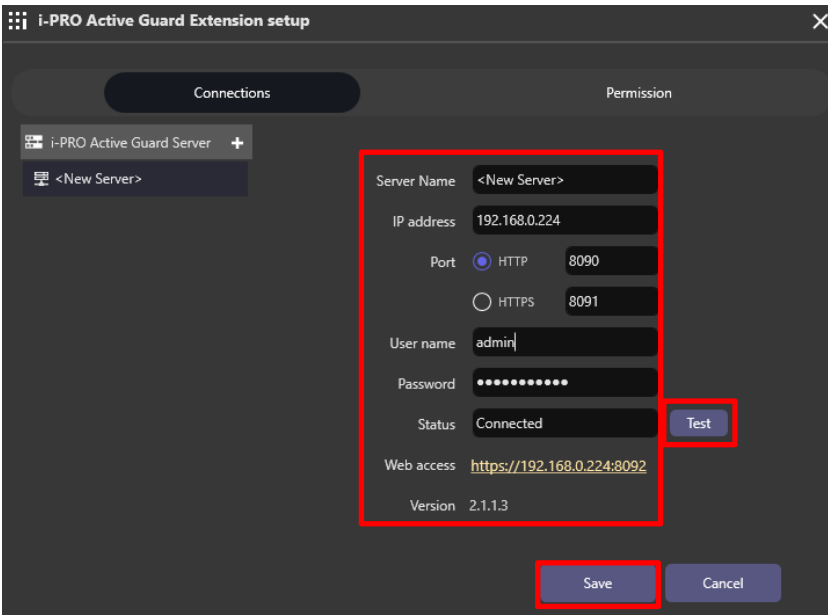 i-PRO Active Guard Extension setup
Connections Permission
i-PRO Active Guard Server +
<New Server>
Server Name <New Server>
IP address 192.168.0.224
Port HTTP 8090
HTTPS 8091
User name admin
Password •••••••••••
Status Connected Test
Web access https://192.168.0.224:8092
Version 2.1.1.3
Save Cancel